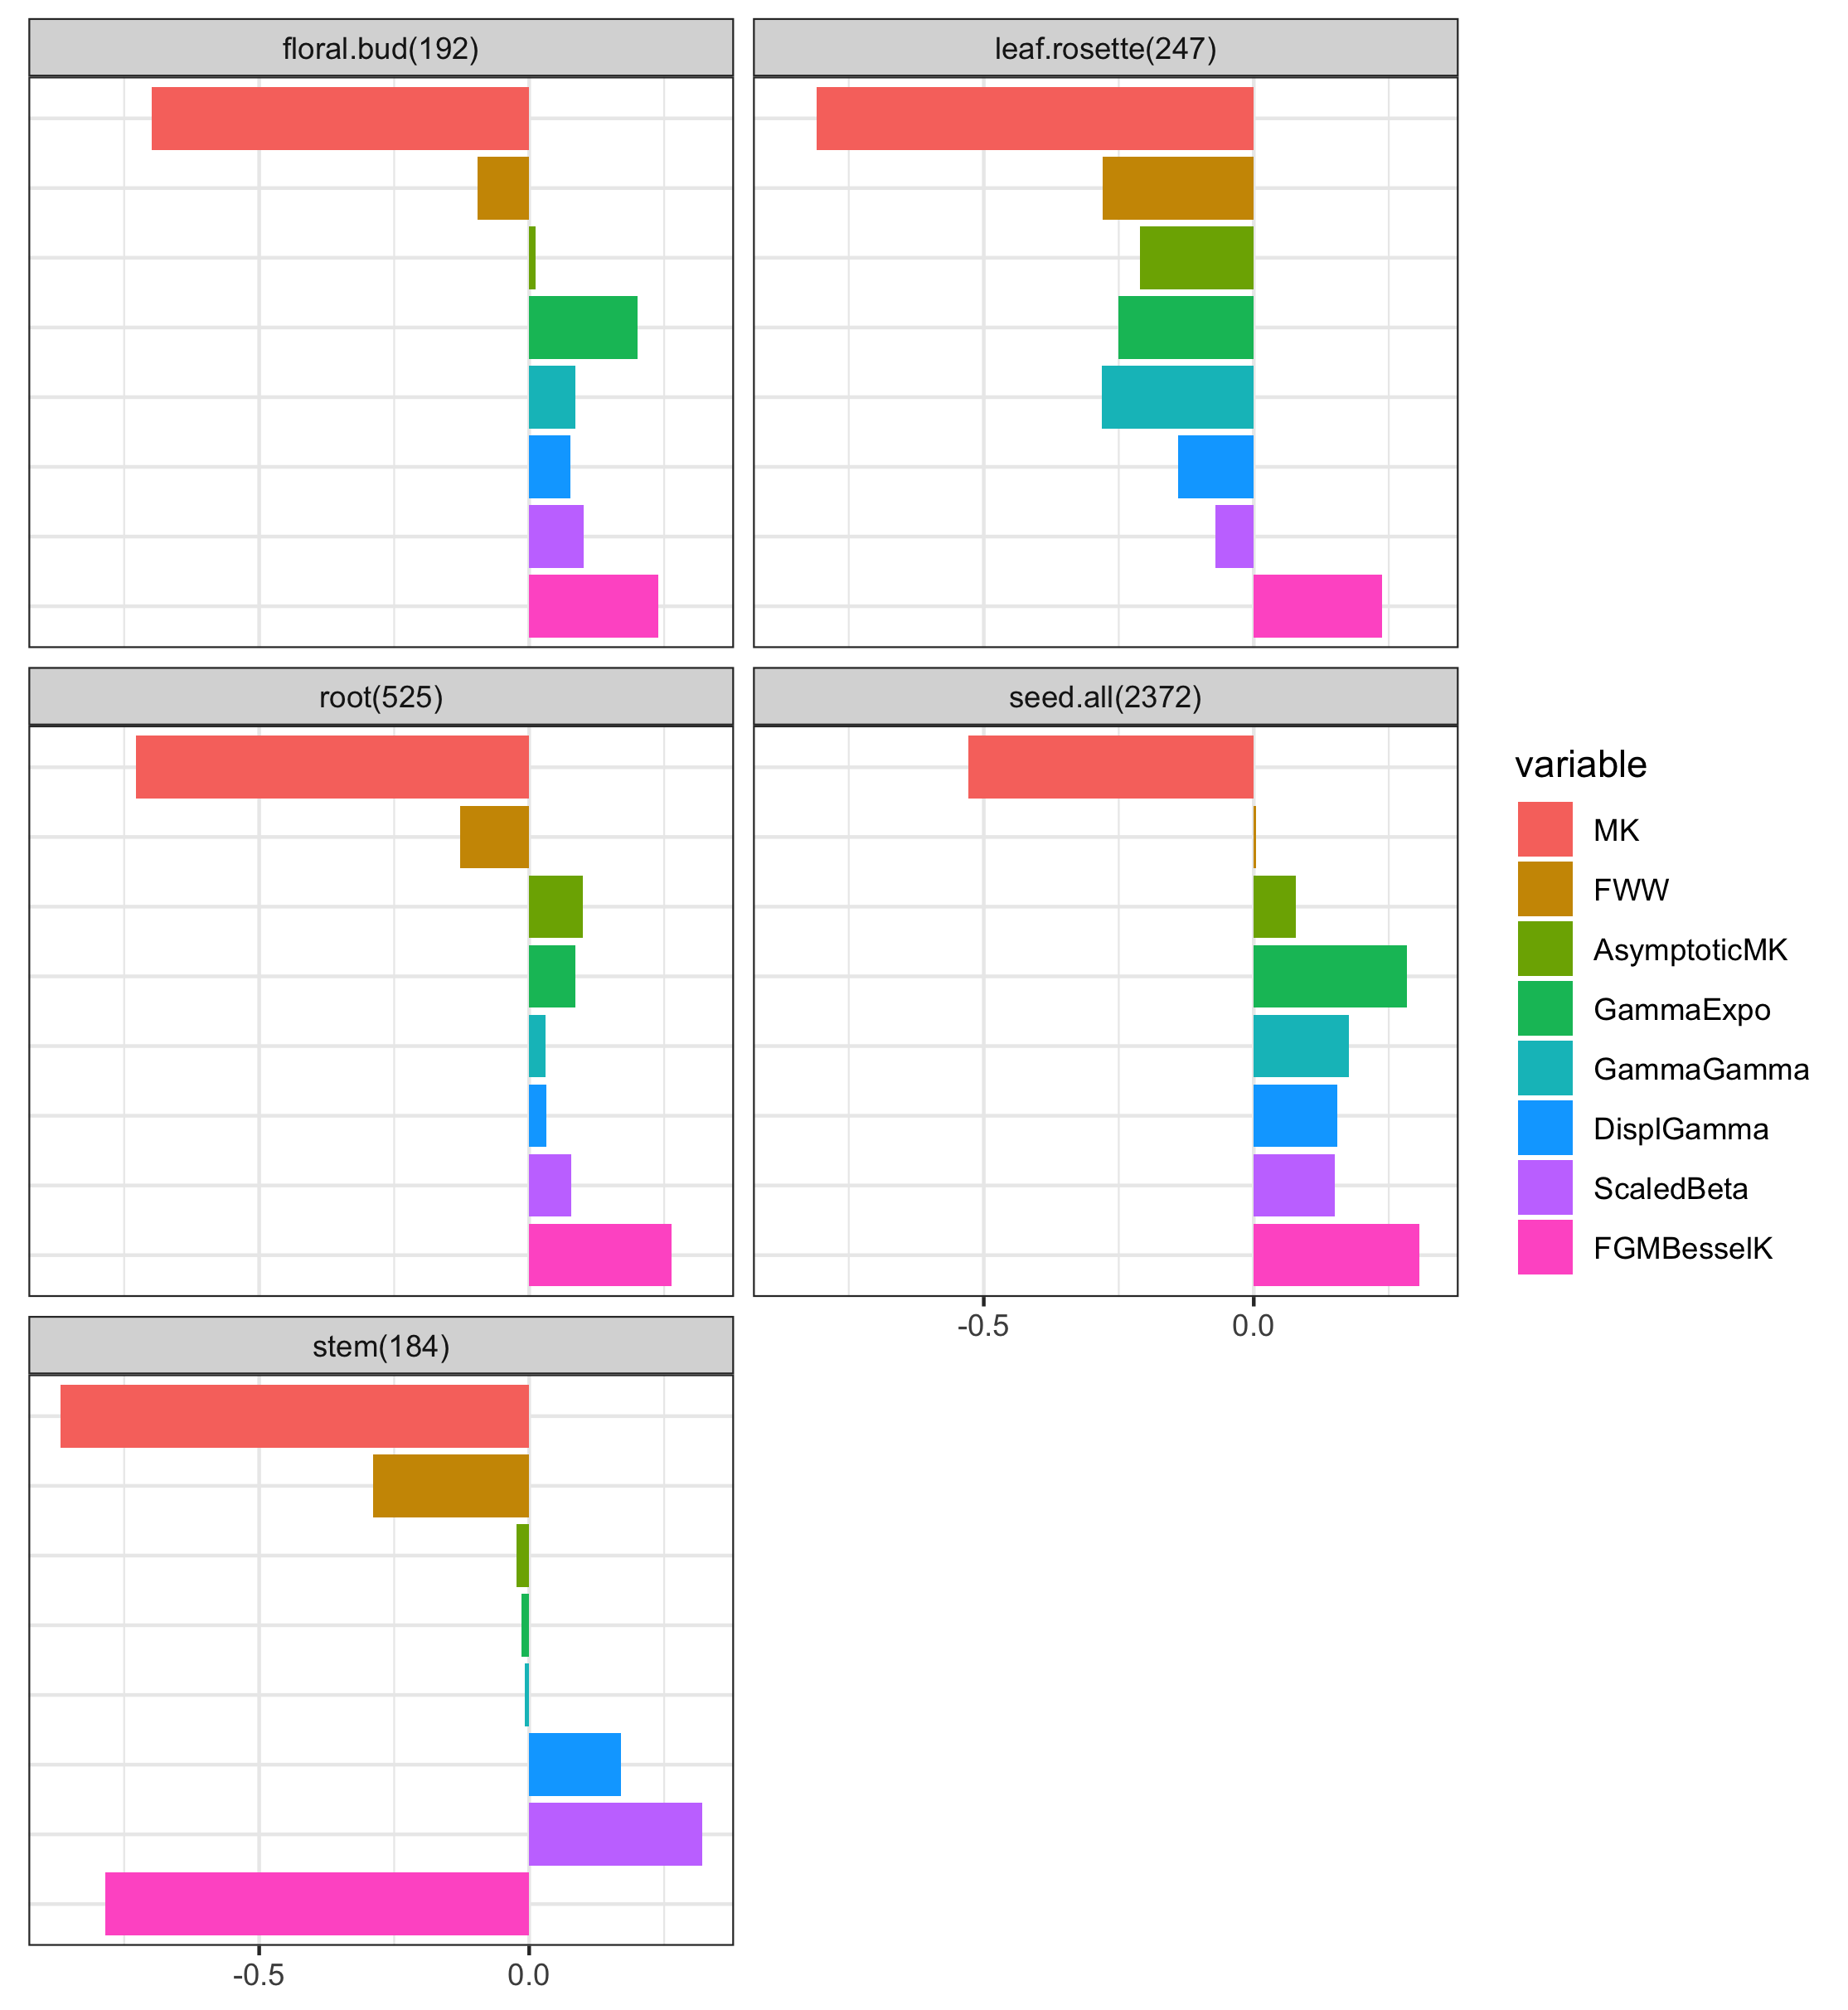 floral.bud(192)
leaf.rosette(247)
root(525)
seed.all(2372)
-0.5
0.0
stem(184)
-0.5
0.0
variable
MK
FWW
AsymptoticMK
GammaExpo
GammaGamma
DisplGamma
ScaledBeta
FGMBesselK